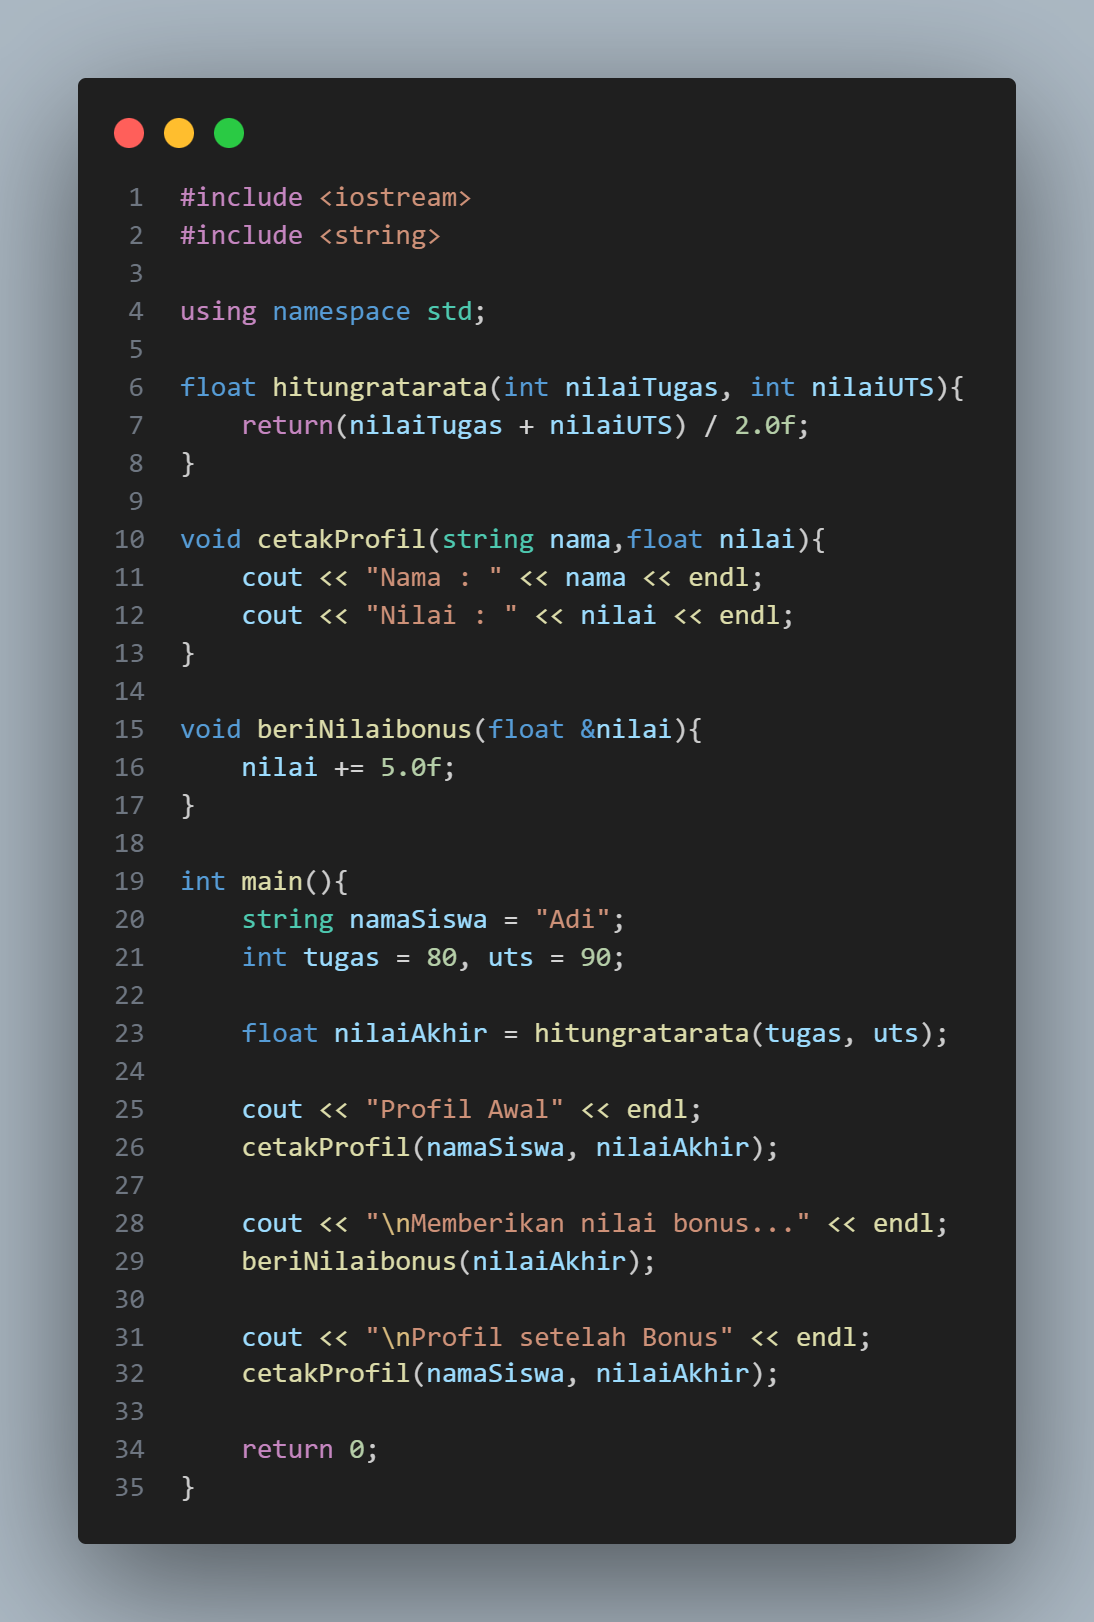 1 #include <iostream>
2 #include <string>
3
4 using namespace std;
5
6 float hitungratarata(int nilaiTugas, int nilaiUTS){
7     return(nilaiTugas + nilaiUTS) / 2.0f;
8 }
9
10 void cetakProfil(string nama,float nilai){
11     cout << "Nama : " << nama << endl;
12     cout << "Nilai : " << nilai << endl;
13 }
14
15 void beriNilaibonus(float &nilai){
16     nilai += 5.0f;
17 }
18
19 int main(){
20     string namaSiswa = "Adi";
21     int tugas = 80, uts = 90;
22
23     float nilaiAkhir = hitungratarata(tugas, uts);
24
25     cout << "Profil Awal" << endl;
26     cetakProfil(namaSiswa, nilaiAkhir);
27
28     cout << "\nMemberikan nilai bonus..." << endl;
29     beriNilaibonus(nilaiAkhir);
30
31     cout << "\nProfil setelah Bonus" << endl;
32     cetakProfil(namaSiswa, nilaiAkhir);
33
34     return 0;
35 }